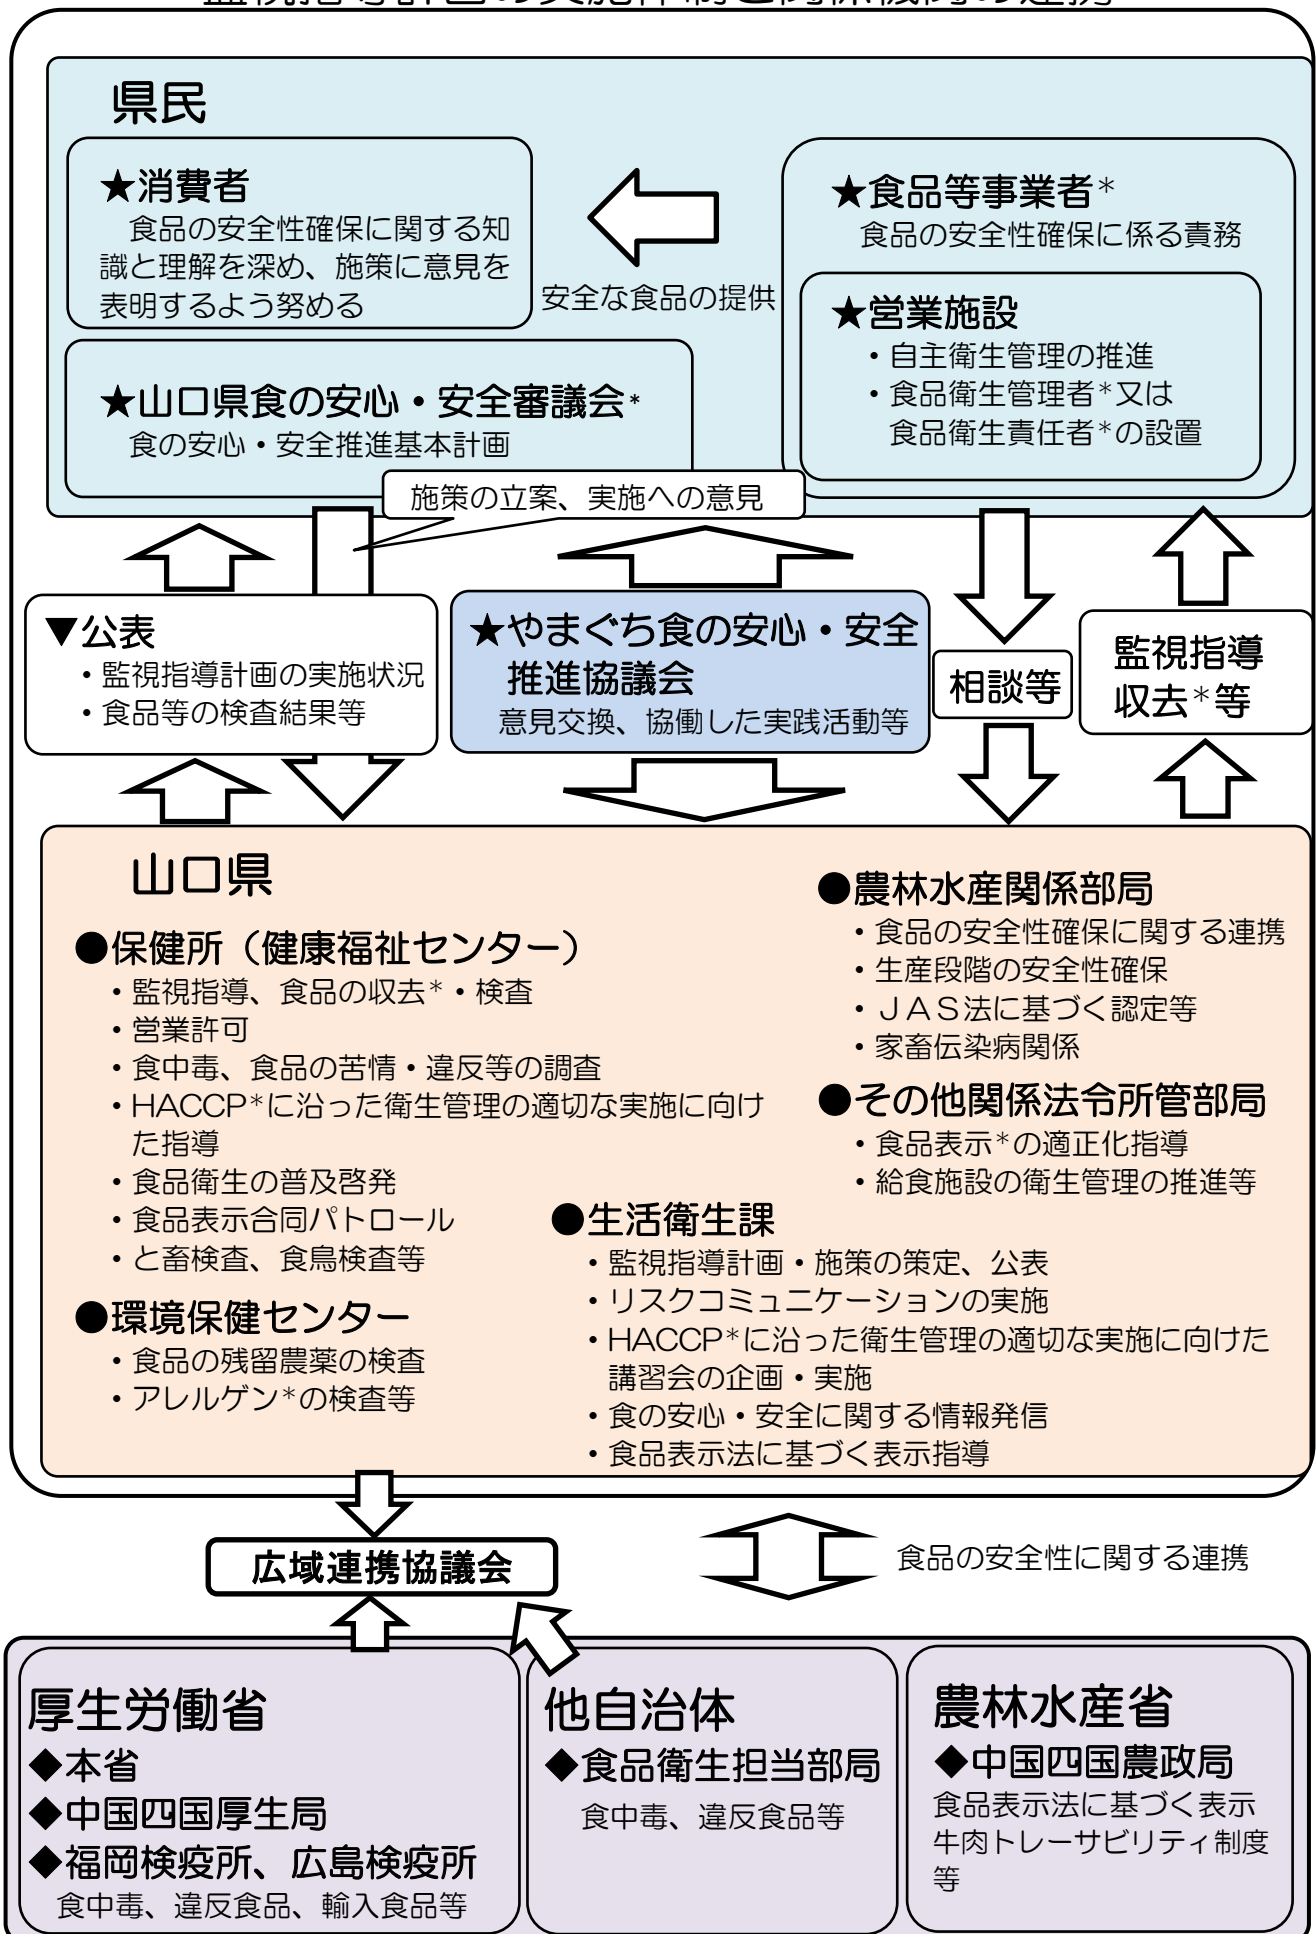 監視指導計画の実施体制と関係機関の連携
県民
★消費者
食品の安全性確保に関する知
識と理解を深め、施策に意見を
表明するよう努める
安全な食品の提供
★食品等事業者*
食品の安全性確保に係る責務
★営業施設
・自主衛生管理の推進
・食品衛生管理者*又は
食品衛生責任者*の設置
★山口県食の安心・安全審議会*
食の安心・安全推進基本計画
施策の立案、実施への意見
▼公表
・監視指導計画の実施状況
・食品等の検査結果等
★やまぐち食の安心・安全
推進協議会
意見交換、協働した実践活動等
相談等
監視指導
収去*等
山口県
●保健所（健康福祉センター）
・監視指導、食品の収去*・検査
・営業許可
・食中毒、食品の苦情・違反等の調査
・HACCP*に沿った衛生管理の適切な実施に向け
た指導
・食品衛生の普及啓発
・食品表示合同パトロール
・と畜検査、食鳥検査等
●環境保健センター
・食品の残留農薬の検査
・アレルゲン*の検査等
●農林水産関係部局
・食品の安全性確保に関する連携
・生産段階の安全性確保
・ＪＡＳ法に基づく認定等
・家畜伝染病関係
●その他関係法令所管部局
・食品表示*の適正化指導
・給食施設の衛生管理の推進等
●生活衛生課
・監視指導計画・施策の策定、公表
・リスクコミュニケーションの実施
・HACCP*に沿った衛生管理の適切な実施に向けた
講習会の企画・実施
・食の安心・安全に関する情報発信
・食品表示法に基づく表示指導
広域連携協議会
食品の安全性に関する連携
厚生労働省
◆本省
◆中国四国厚生局
◆福岡検疫所、広島検疫所
食中毒、違反食品、輸入食品等
他自治体
◆食品衛生担当部局
食中毒、違反食品等
農林水産省
◆中国四国農政局
食品表示法に基づく表示
牛肉トレーサビリティ制度
等